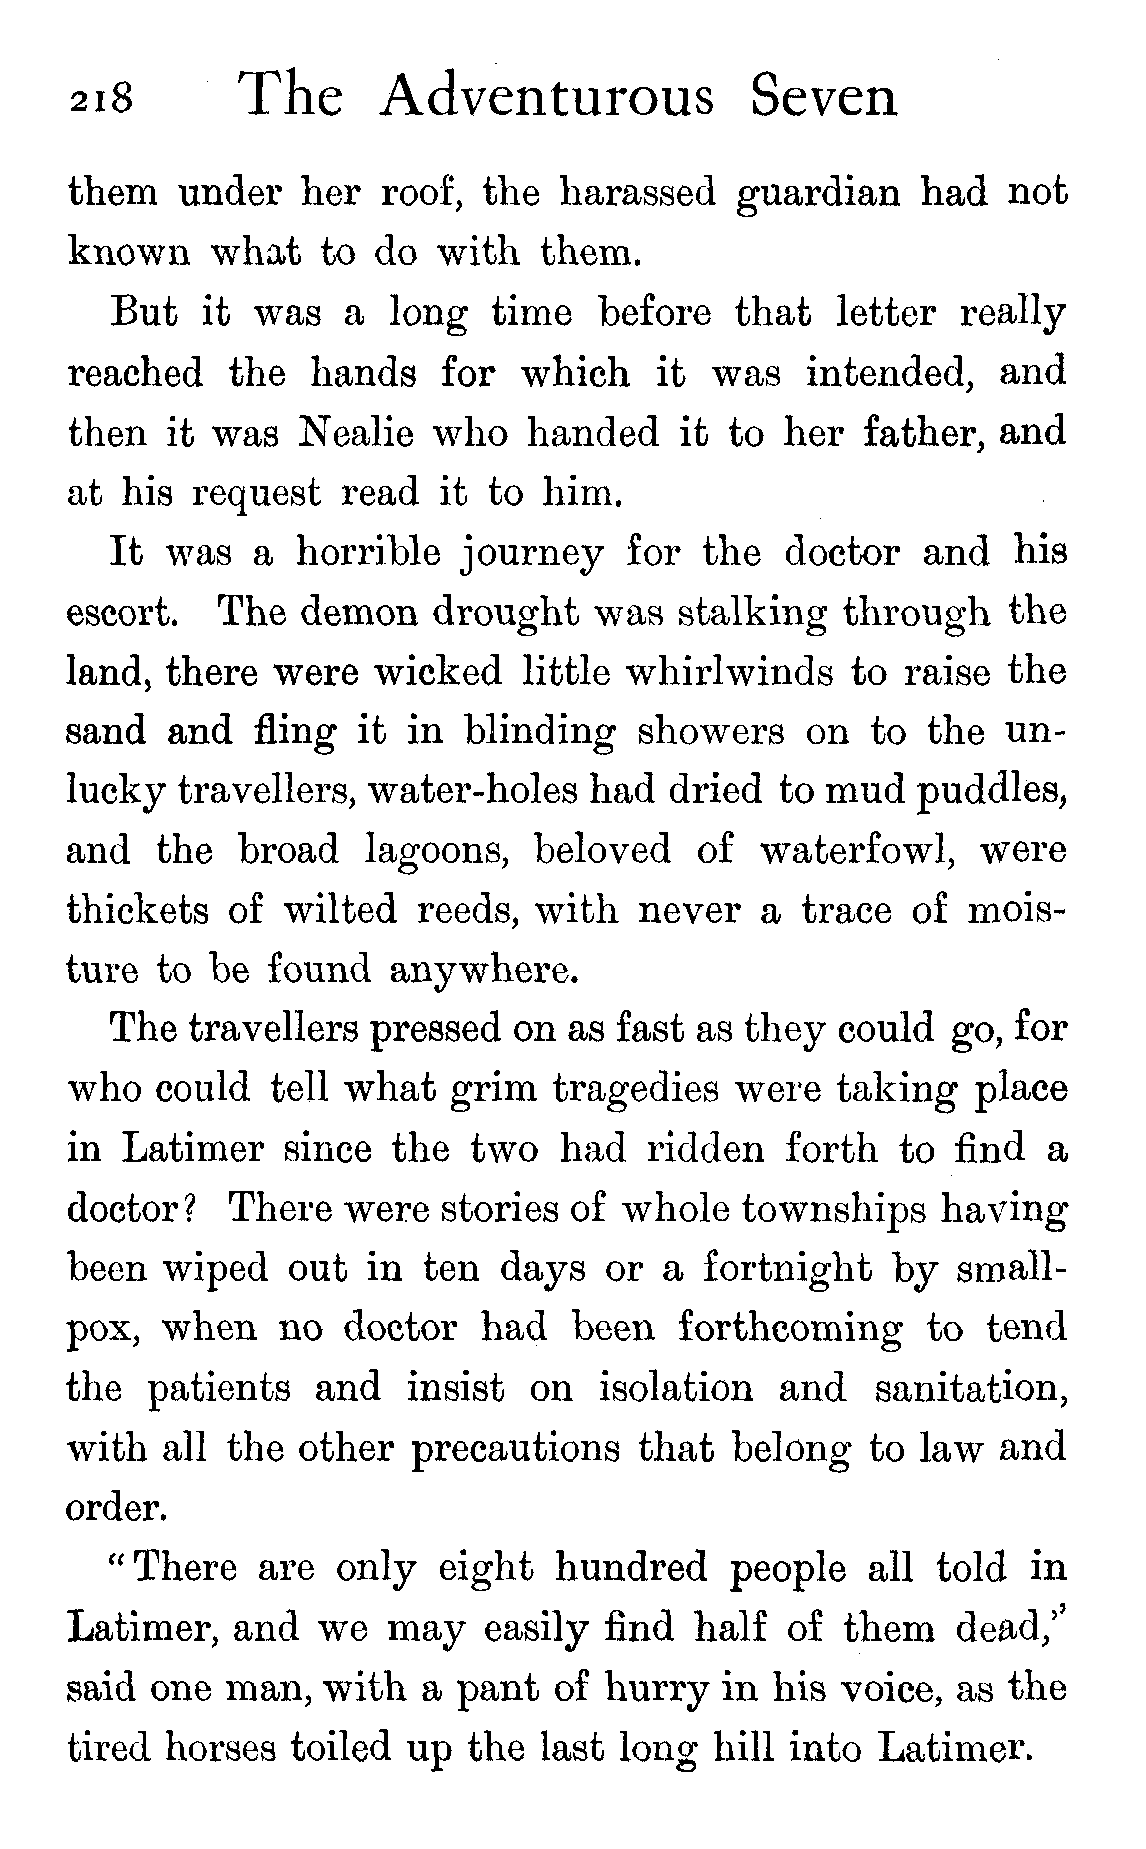 218 The Adventurous Seven
them under her roof, the harassed guardian had not
known what to do with them.
But it was a long time before that letter really
reached the hands for which it was intended, and
then it was Nealie who handed it to her father, and
at his request read it to him.
It was a horrible journey for the doctor and his
escort. The demon drought was stalking through the
land, there were wicked little whirlwinds to raise the
sand and fling it in blinding showers on to the un-
lucky travellers, water-holes had dried to mud puddles,
and the broad lagoons, beloved of waterfowl, were
thickets of wilted reeds, with never a trace of mois-
ture to be found anywhere.
The travellers pressed on as fast as they could go, for
who could tell what grim tragedies were taking place
in Latimer since the two had ridden forth to find a
doctor? There were stories of whole townships having
been wiped out in ten days or a fortnight by small-
pox, when no doctor had been forthcoming to tend
the patients and insist on isolation and sanitation,
with all the other precautions that belong to law and
order.
“There are only eight hundred people all told in
Latimer, and we may easily find half of them dead,”
said one man, with a pant of hurry in his voice, as the
tired horses toiled up the last long hill into Latimer.